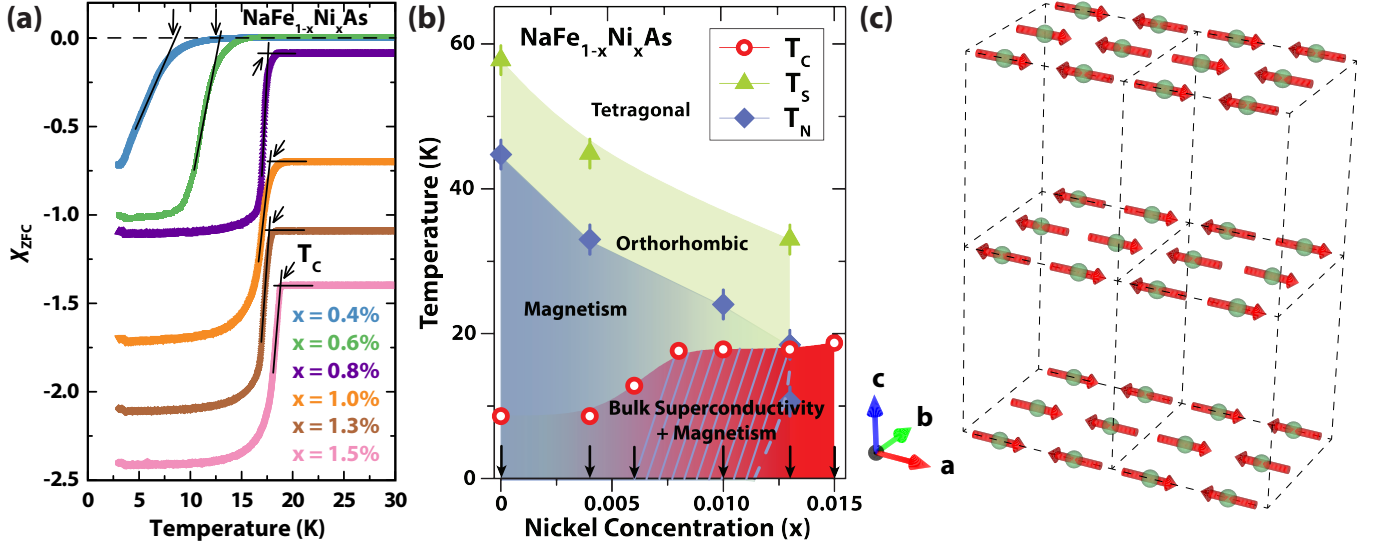 (a)
NaFe1-xNixAs
0.0
-0.5
-1.0
-1.5
-2.0
-2.5
χZFC
TC
x = 0.4%
x = 0.6%
x = 0.8%
x = 1.0%
x = 1.3%
x = 1.5%
0 5 10 15 20 25 30
Temperature (K)
(b)
NaFe1-xNixAs
TC
TS
TN
Tetragonal
Orthorhombic
Magnetism
Bulk Superconductivity
+ Magnetism
60
40
20
0
Temperature (K)
0 0.005 0.010 0.015
Nickel Concentration (x)
(c)
c
b
a